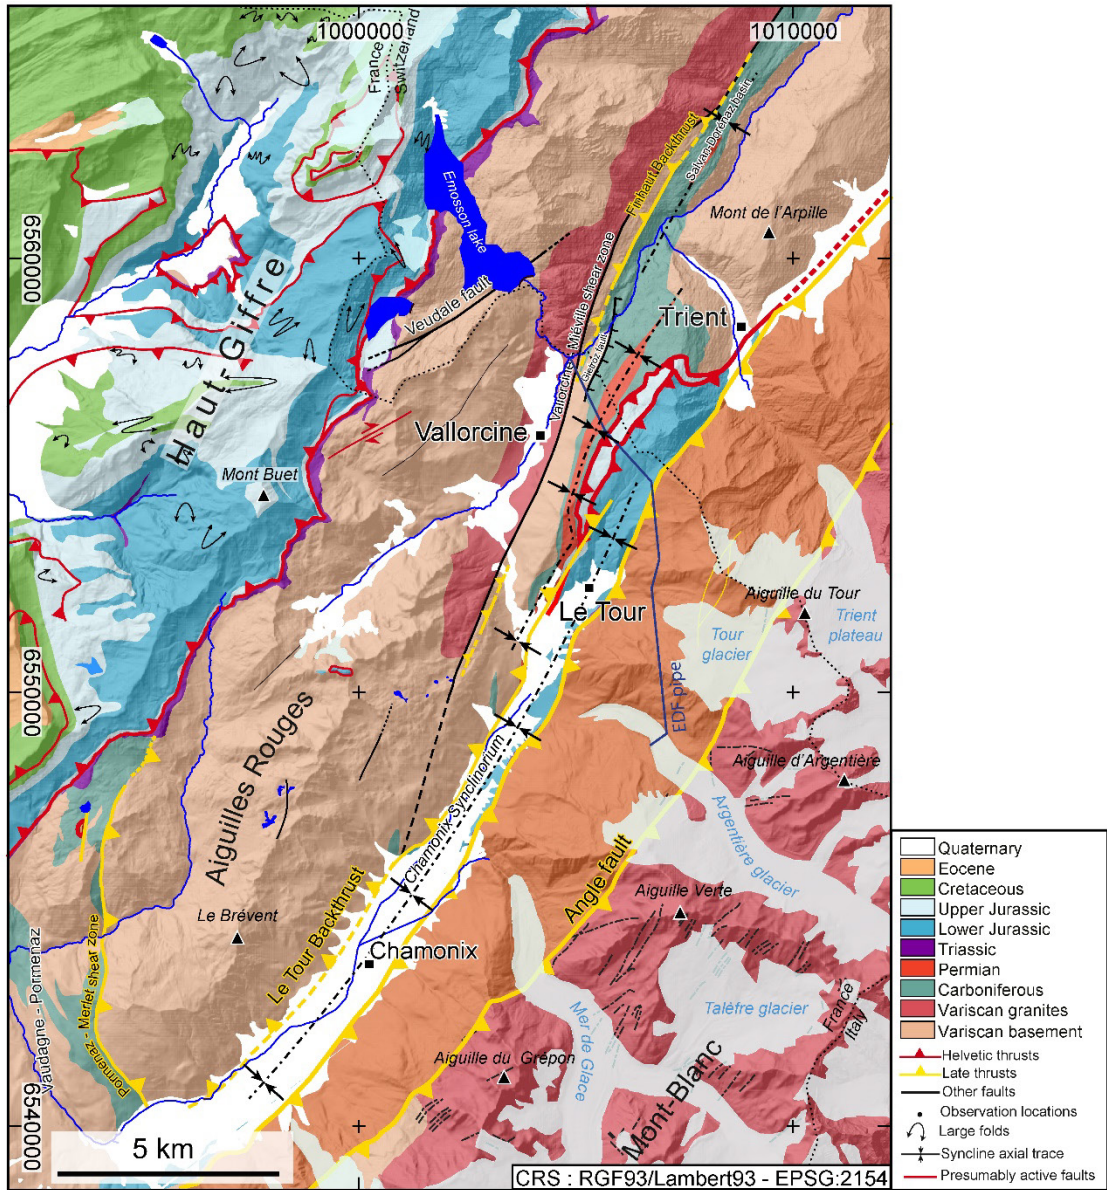 1000000
1010000
France
Switzerland
Salvan-Dorénaz basin
Finhaut Backthrust
Emosson lake
Mont de l'Arpille
6560000
Haut-Giffre
Veudale fault
Vallorcine
Miéville shear zone
Trient
Gietroz fault
Vallorcine
Mont Buet
Aiguille du Tour
Le Tour
Tour
glacier
Trient
plateau
6550000
EDF pipe
Aiguilles Rouges
Aiguille d'Argentière
Chamonix Synclinorium
Argentière glacier
Angle fault
Aiguille Verte
Le Brévent
Le Tour Backthrust
Chamonix
Vaudagne - Pormenaz
Pormenaz - Merlet shear zone
Talèfre glacier
France
Italy
Mer de Glace
Aiguille du Grépon
Mont-Blanc
6540000
5 km
CRS : RGF93/Lambert93 - EPSG:2154
Quaternary
Eocene
Cretaceous
Upper Jurassic
Lower Jurassic
Triassic
Permian
Carboniferous
Variscan granites
Variscan basement
Helvetic thrusts
Late thrusts
Other faults
Observation locations
Large folds
Syncline axial trace
Presumably active faults